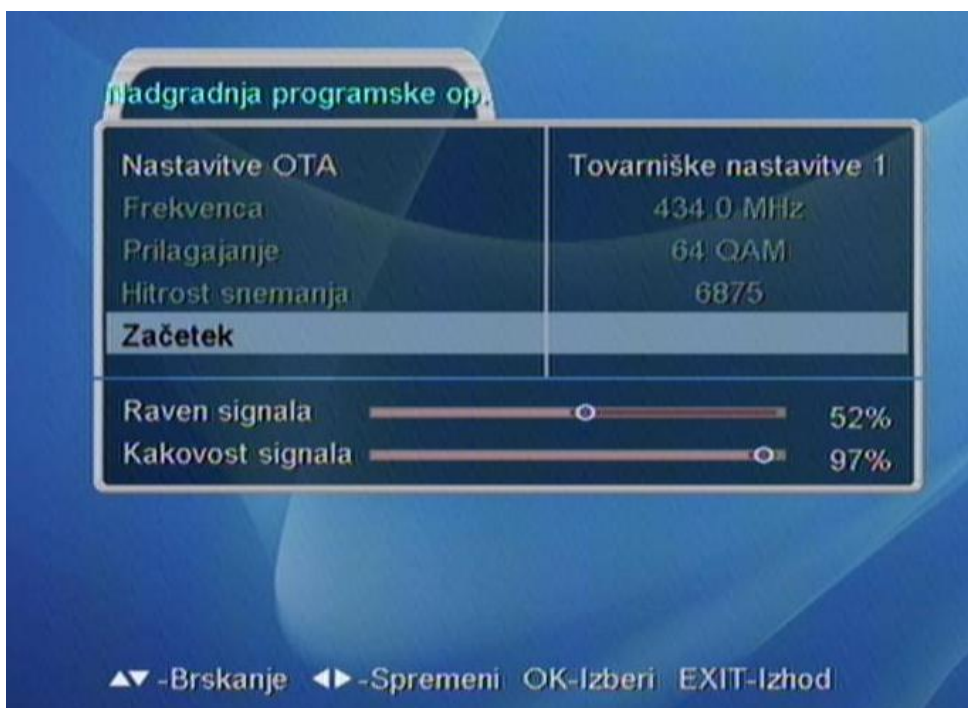 Nadgradnja programske op.
Nastavitve OTA Tovarniške nastavitve 1
Frekvenca 434.0 MHz
Prilagajanje 64 QAM
Hitrost snemanja 6875
Začetek
Raven signala 52%
Kakovost signala 97%
▲▼ -Brskanje ◀▶ -Spremeni OK-Izberi EXIT-Izhod